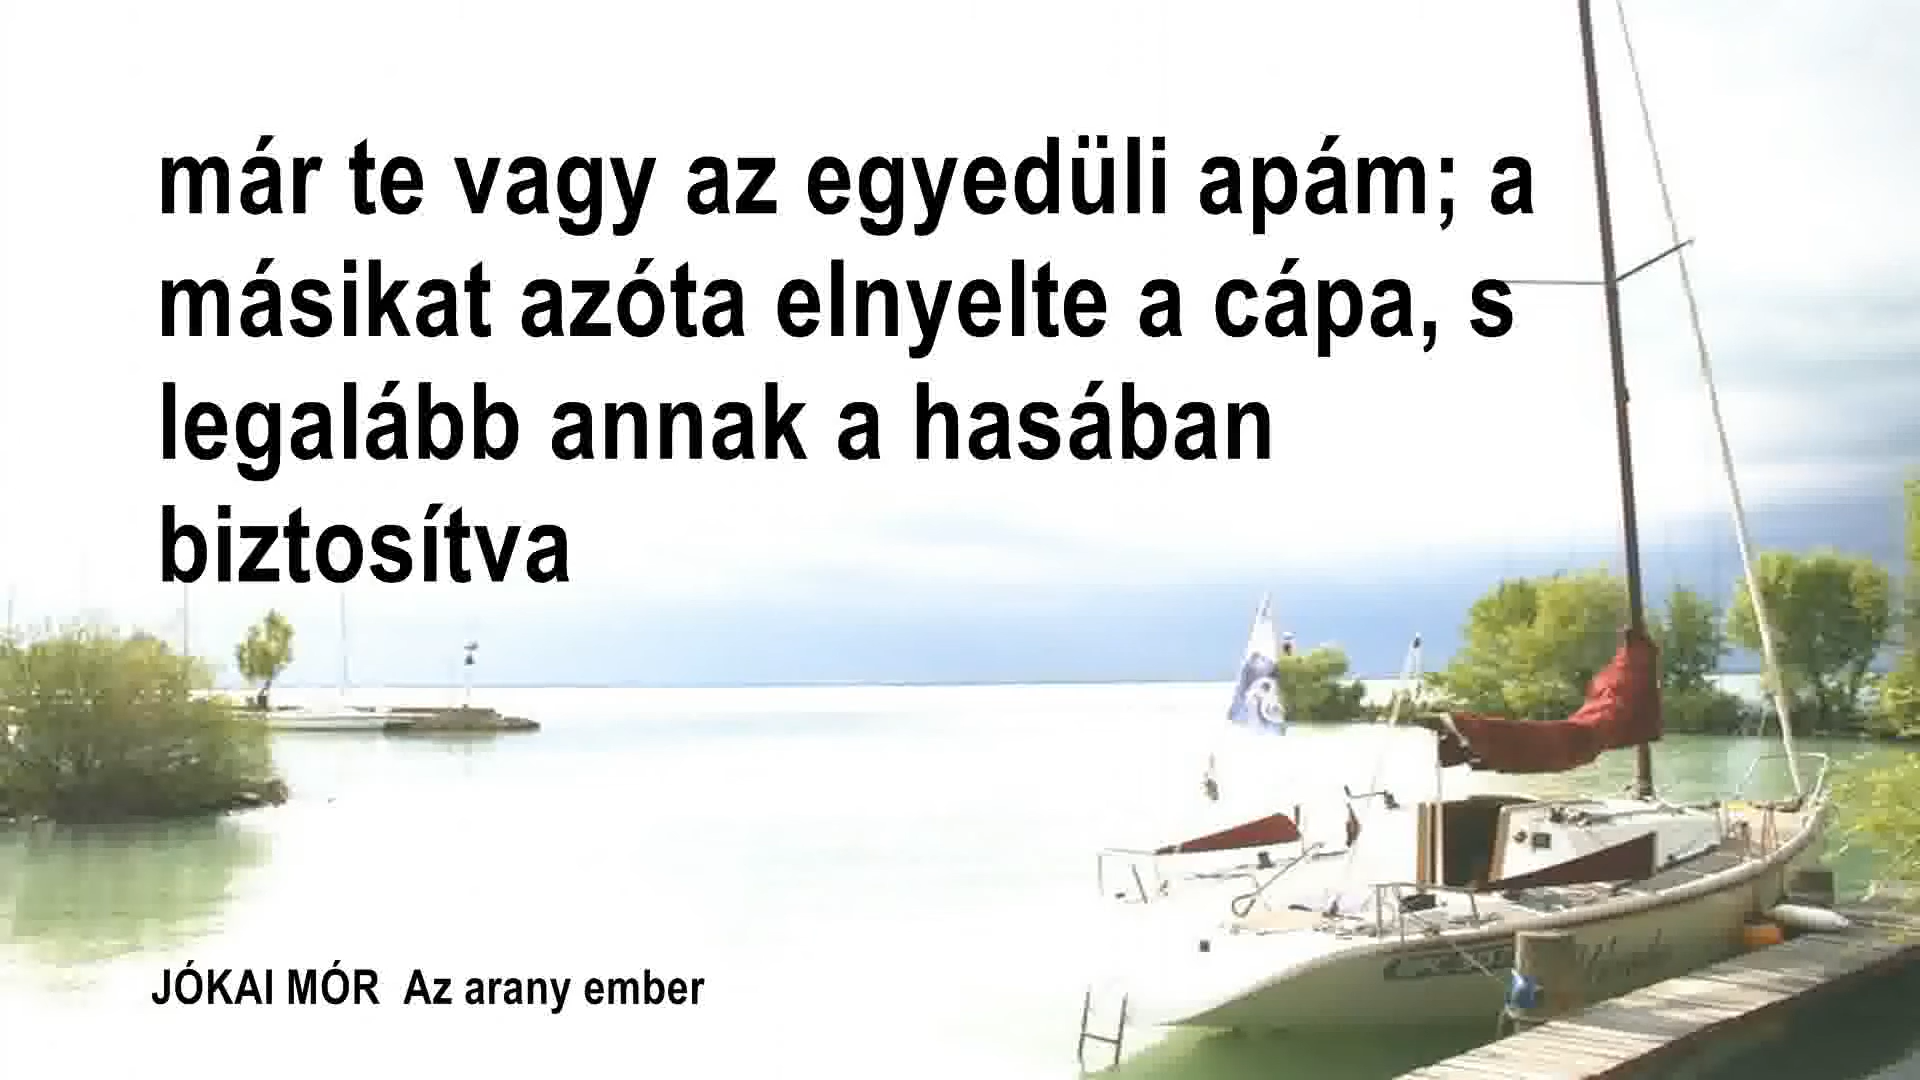 már te vagy az egyedüli apám; a
másikat azóta elnyelte a cápa, s
legalább annak a hasában
biztosítva
JÓKAI MÓR Az arany ember